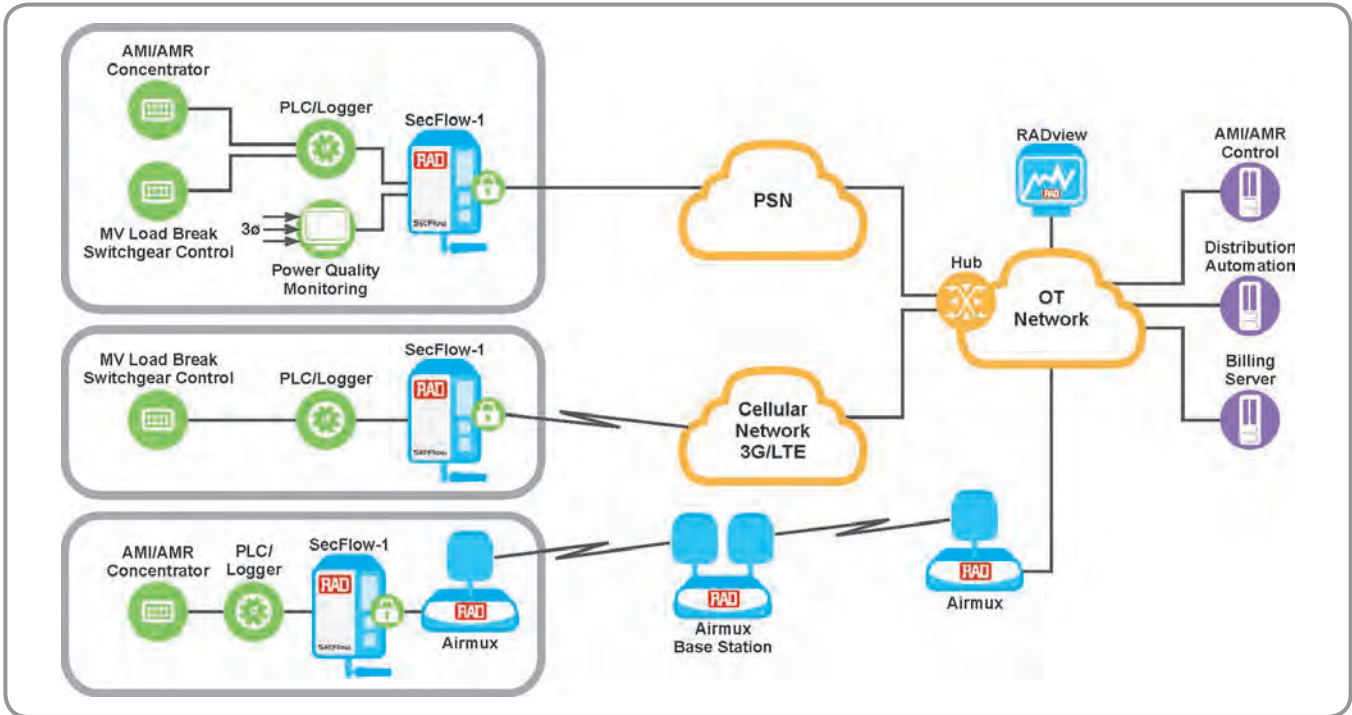 AMI/AMR
Concentrator
PLC/Logger
SecFlow-1
RAD
SecFlow
MV Load Break
Switchgear Control
3ø
Power Quality
Monitoring
PSN
RADview
RAD
AMI/AMR
Control
Hub
OT
Network
Distribution
Automation
Billing
Server
MV Load Break
Switchgear Control
PLC/Logger
SecFlow-1
RAD
SecFlow
Cellular
Network
3G/LTE
AMI/AMR
Concentrator
PLC/
Logger
SecFlow-1
RAD
SecFlow
RAD
Airmux
RAD
Airmux
Base Station
RAD
Airmux